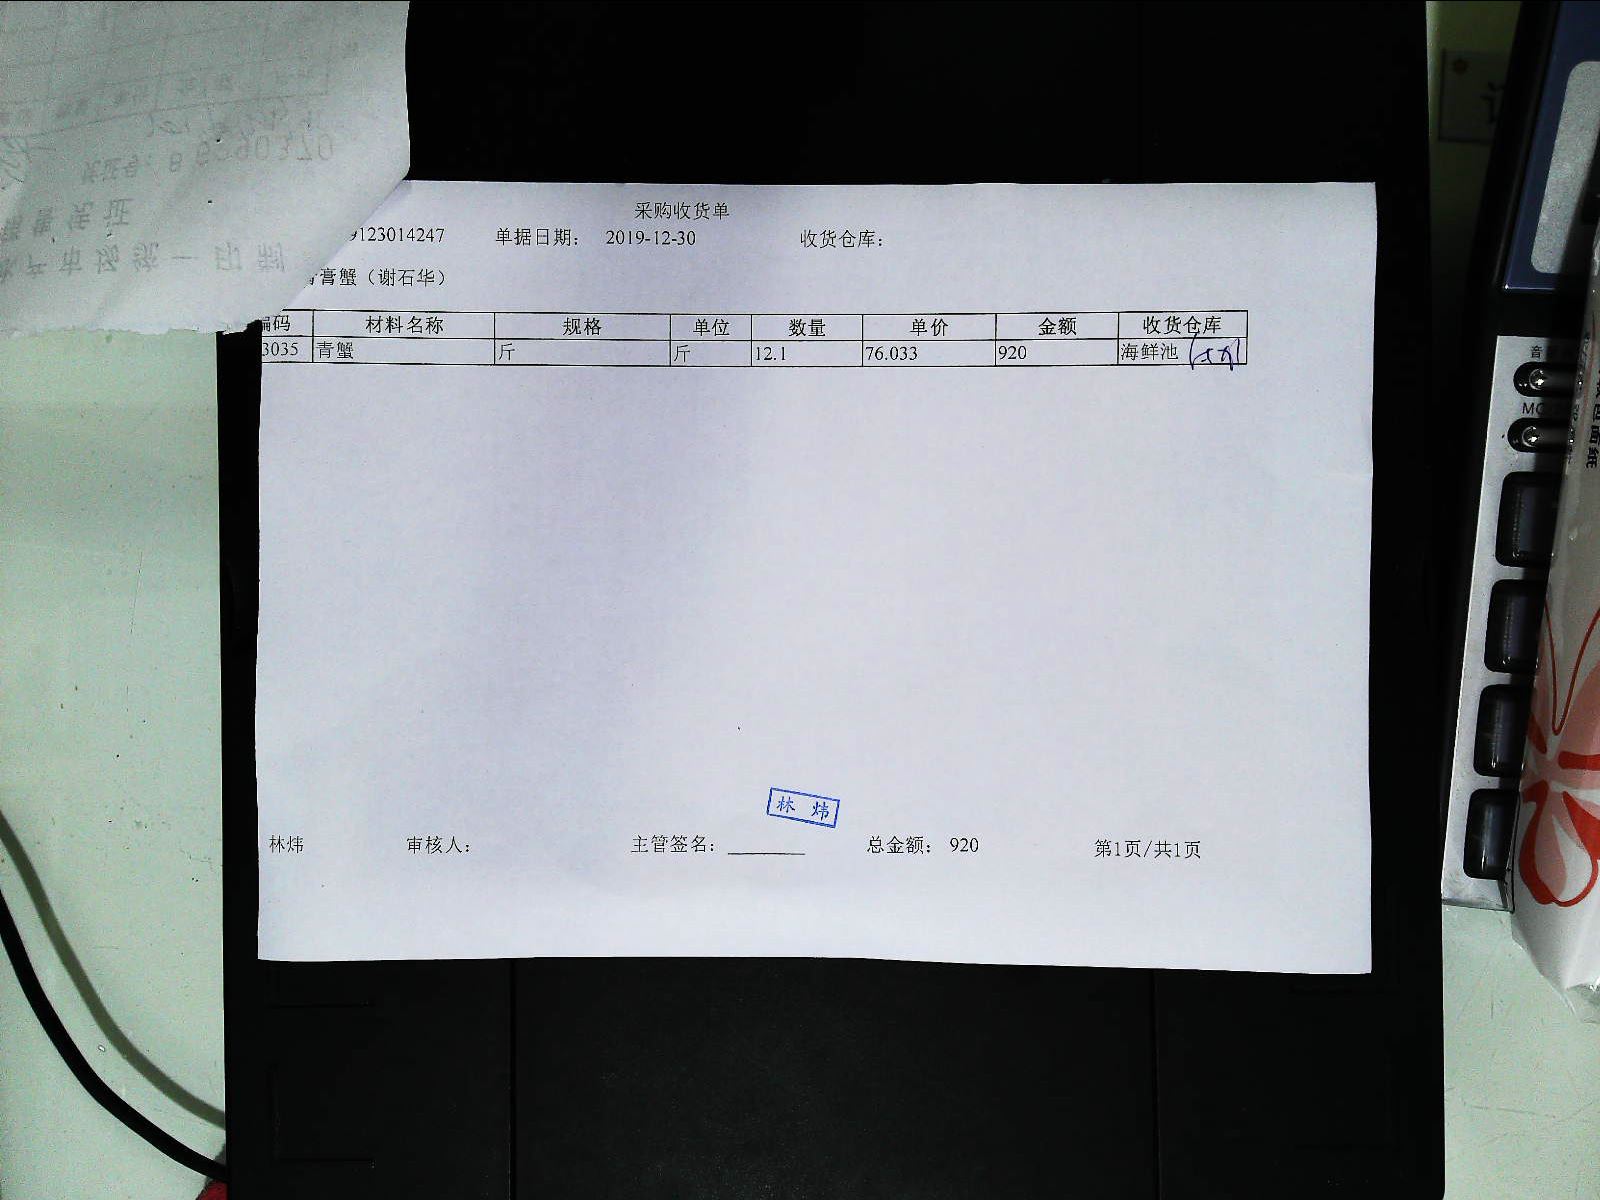 采购收货单
9123014247 单据日期： 2019-12-30 收货仓库：
膏蟹（谢石华）
编码 材料名称 规格 单位 数量 单价 金额 收货仓库
3035 青蟹 斤 斤 12.1 76.033 920 海鲜池
林 炜
林炜 审核人： 主管签名： 总金额： 920 第1页/共1页